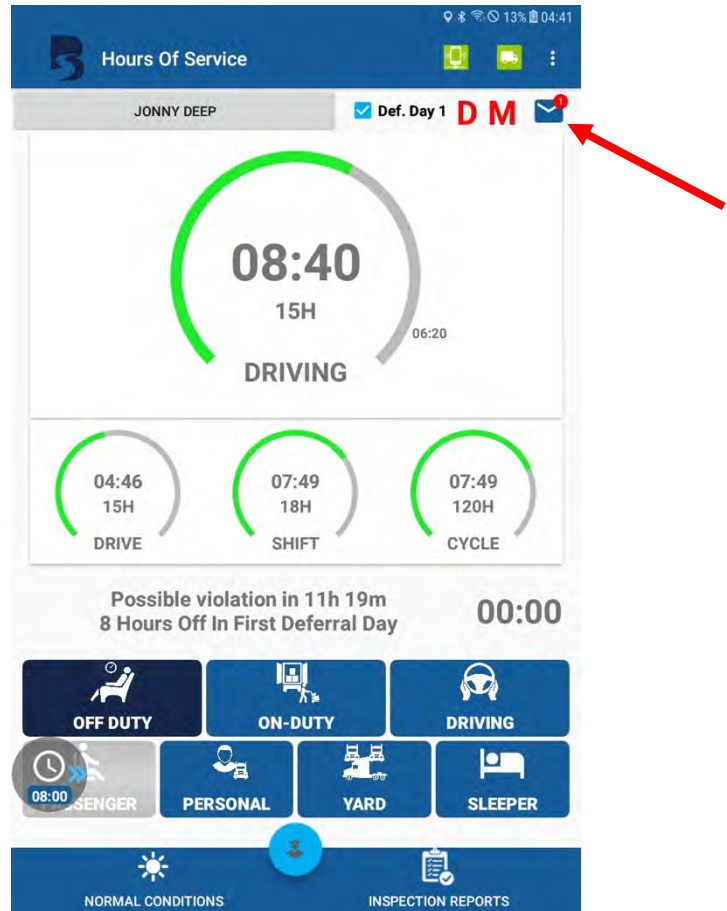 13% 04:41
Hours Of Service
JONNY DEEP
Def. Day 1 D M 1
08:40
15H
06:20
DRIVING
04:46
15H
DRIVE
07:49
18H
SHIFT
07:49
120H
CYCLE
Possible violation in 11h 19m
8 Hours Off In First Deferral Day
00:00
OFF DUTY
ON-DUTY
DRIVING
08:00
SENGER
PERSONAL
YARD
SLEEPER
NORMAL CONDITIONS
INSPECTION REPORTS